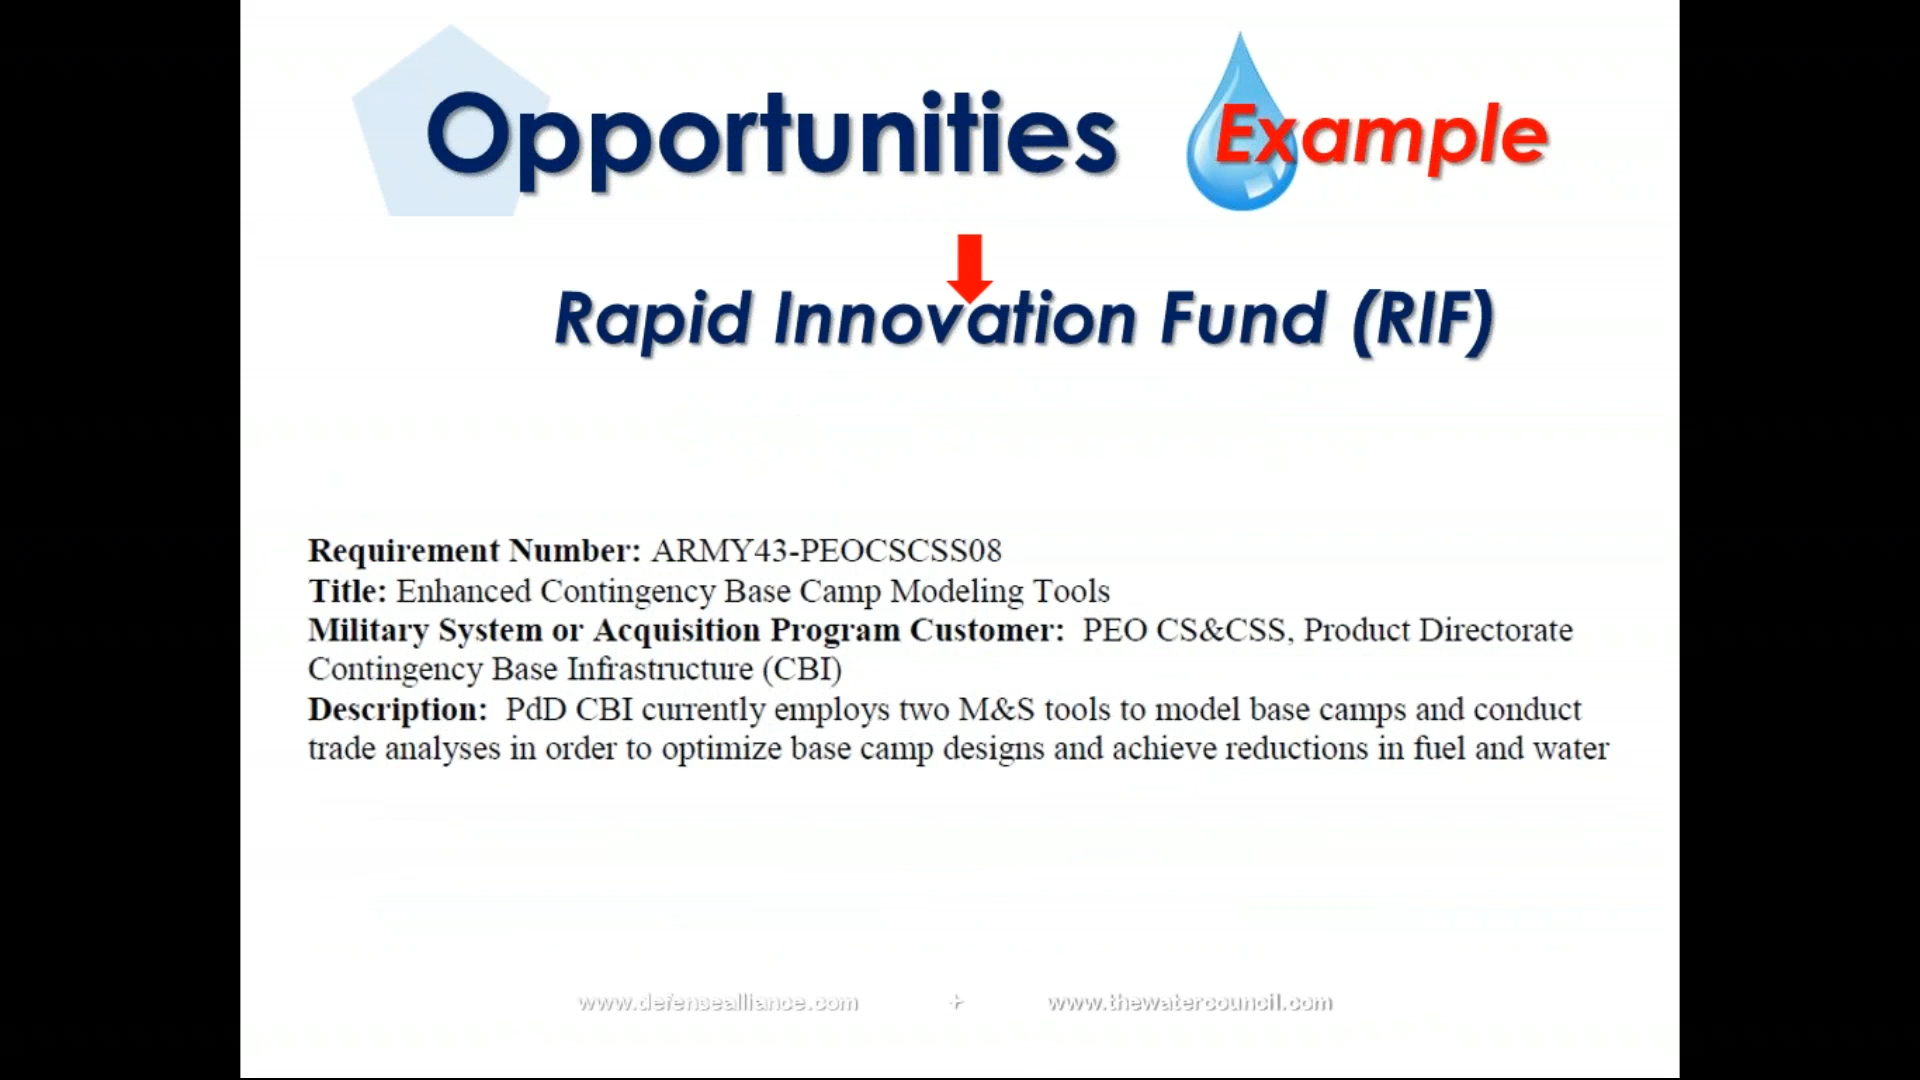 Opportunities Example
Rapid Innovation Fund (RIF)
Requirement Number: ARMY43-PEOCSCSS08
Title: Enhanced Contingency Base Camp Modeling Tools
Military System or Acquisition Program Customer: PEO CS&CSS, Product Directorate
Contingency Base Infrastructure (CBI)
Description: PdD CBI currently employs two M&S tools to model base camps and conduct
trade analyses in order to optimize base camp designs and achieve reductions in fuel and water
www.defensealliance.com + www.thewatercouncil.com